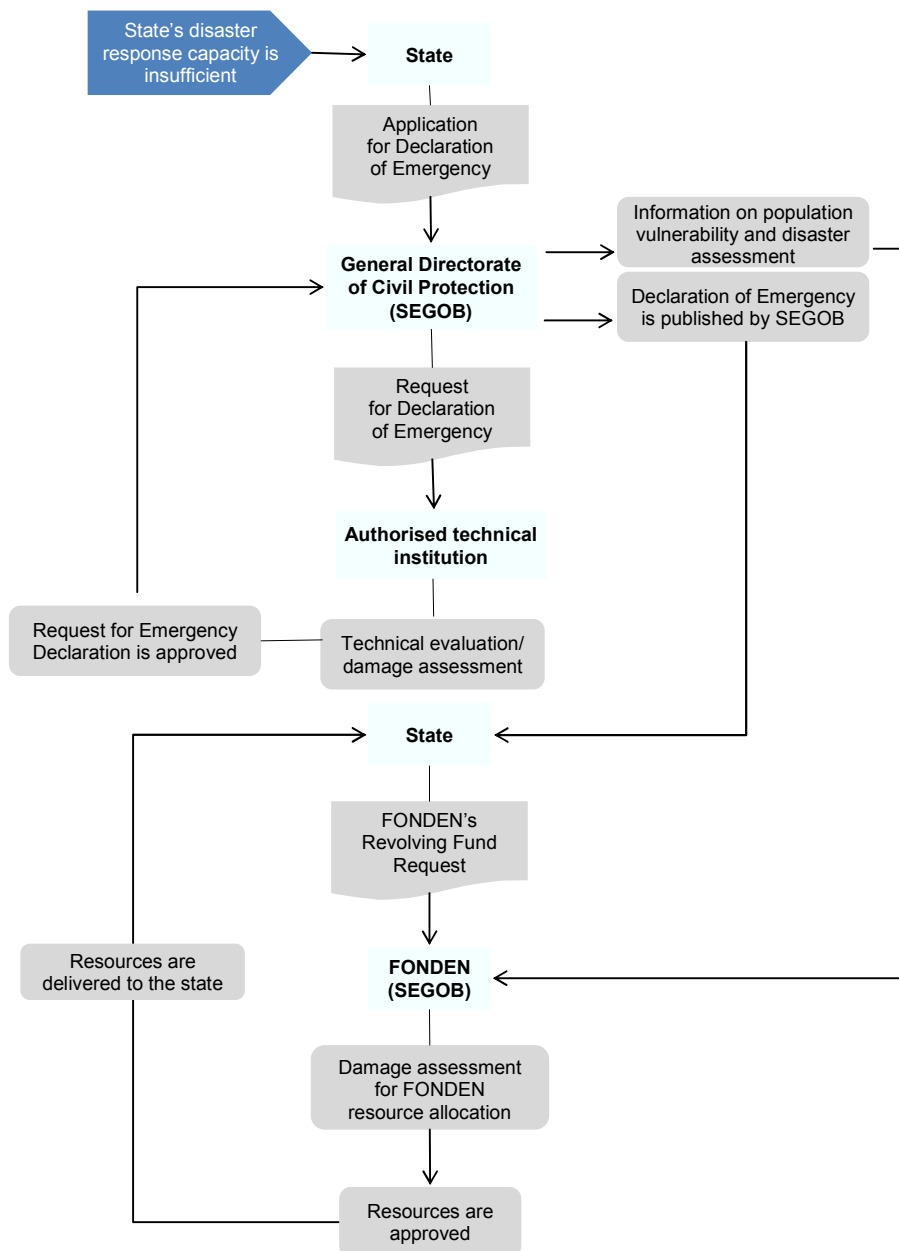 State's disaster
response capacity is
insufficient
State
Application
for Declaration
of Emergency
Information on population
vulnerability and disaster
assessment
General Directorate
of Civil Protection
(SEGOB)
Declaration of Emergency
is published by SEGOB
Request
for Declaration
of Emergency
Authorised technical
institution
Request for Emergency
Declaration is approved
Technical evaluation/
damage assessment
State
FONDEN's
Revolving Fund
Request
Resources are
delivered to the state
FONDEN
(SEGOB)
Damage assessment
for FONDEN
resource allocation
Resources are
approved